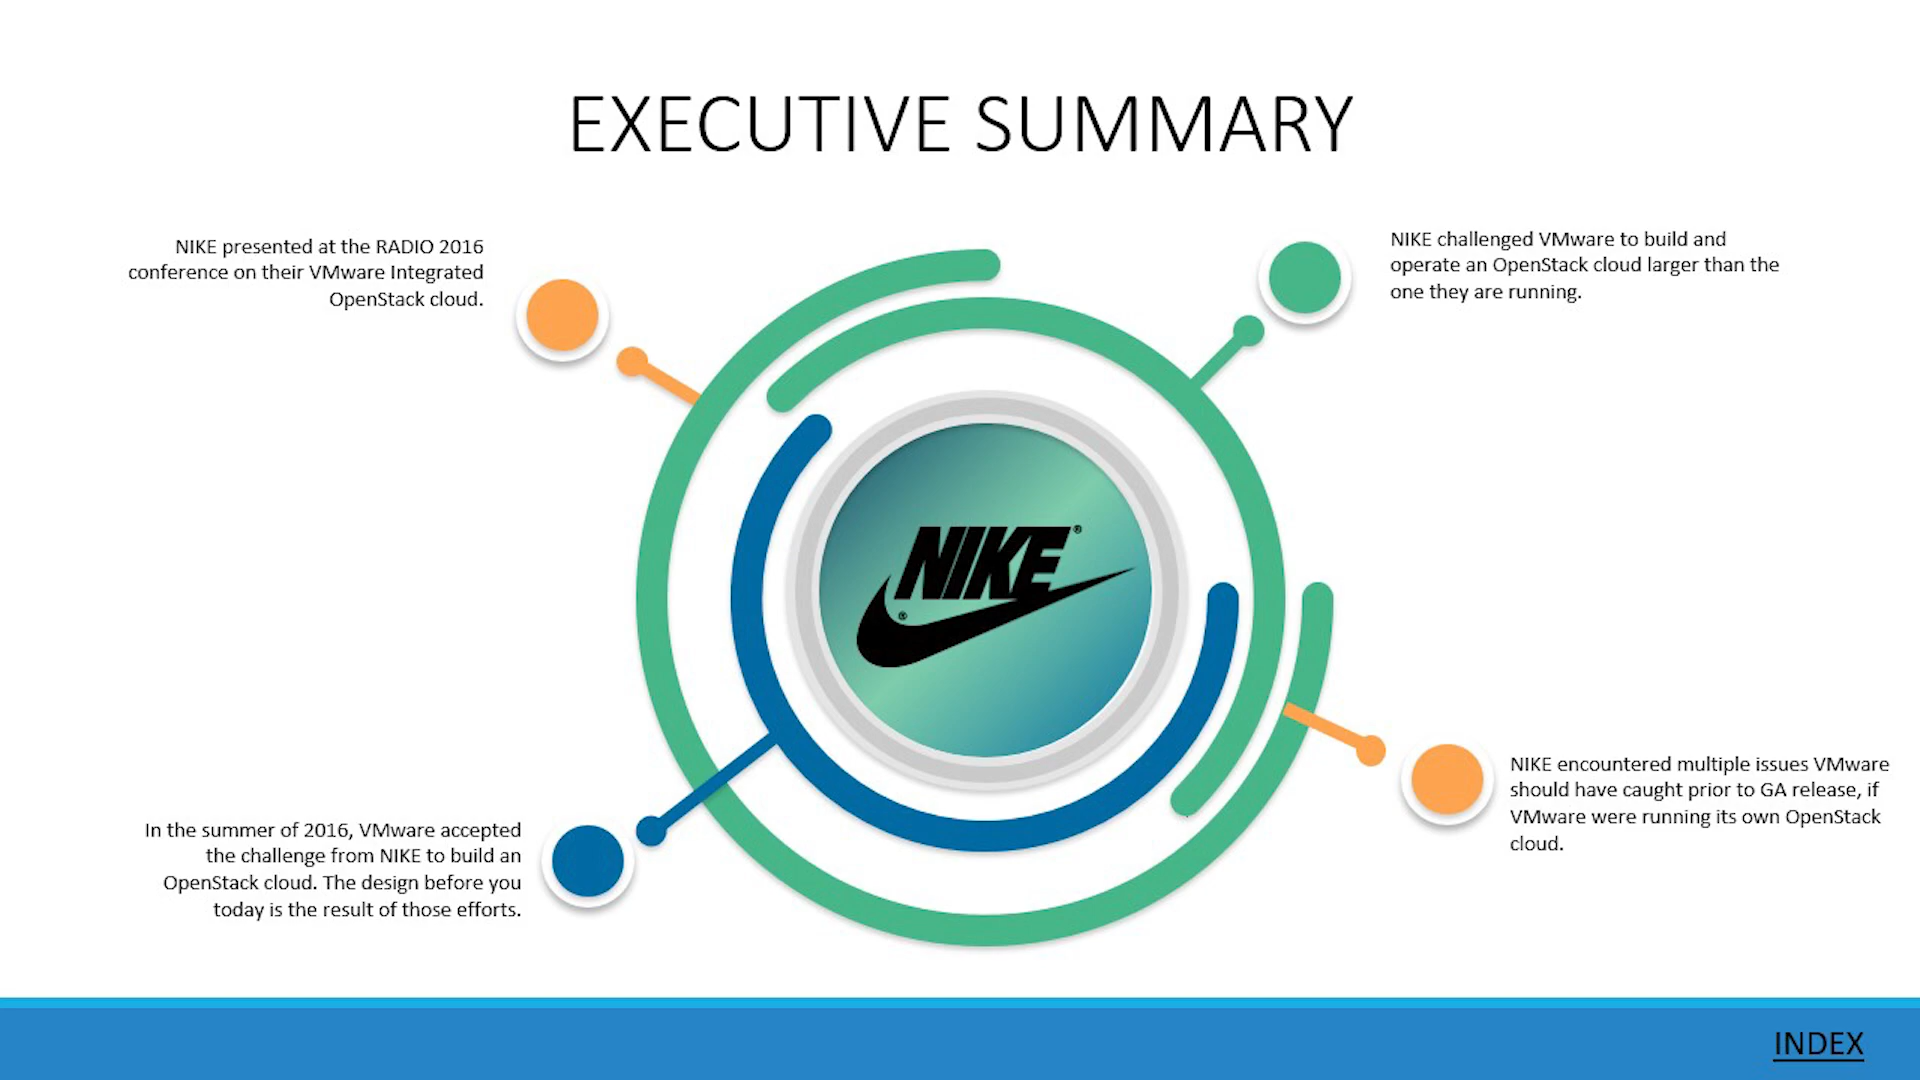 EXECUTIVE SUMMARY
NIKE presented at the RADIO 2016
conference on their VMware Integrated
OpenStack cloud.
NIKE challenged VMware to build and
operate an OpenStack cloud larger than the
one they are running.
NIKE®
®
In the summer of 2016, VMware accepted
the challenge from NIKE to build an
OpenStack cloud. The design before you
today is the result of those efforts.
NIKE encountered multiple issues VMware
should have caught prior to GA release, if
VMware were running its own OpenStack
cloud.
INDEX